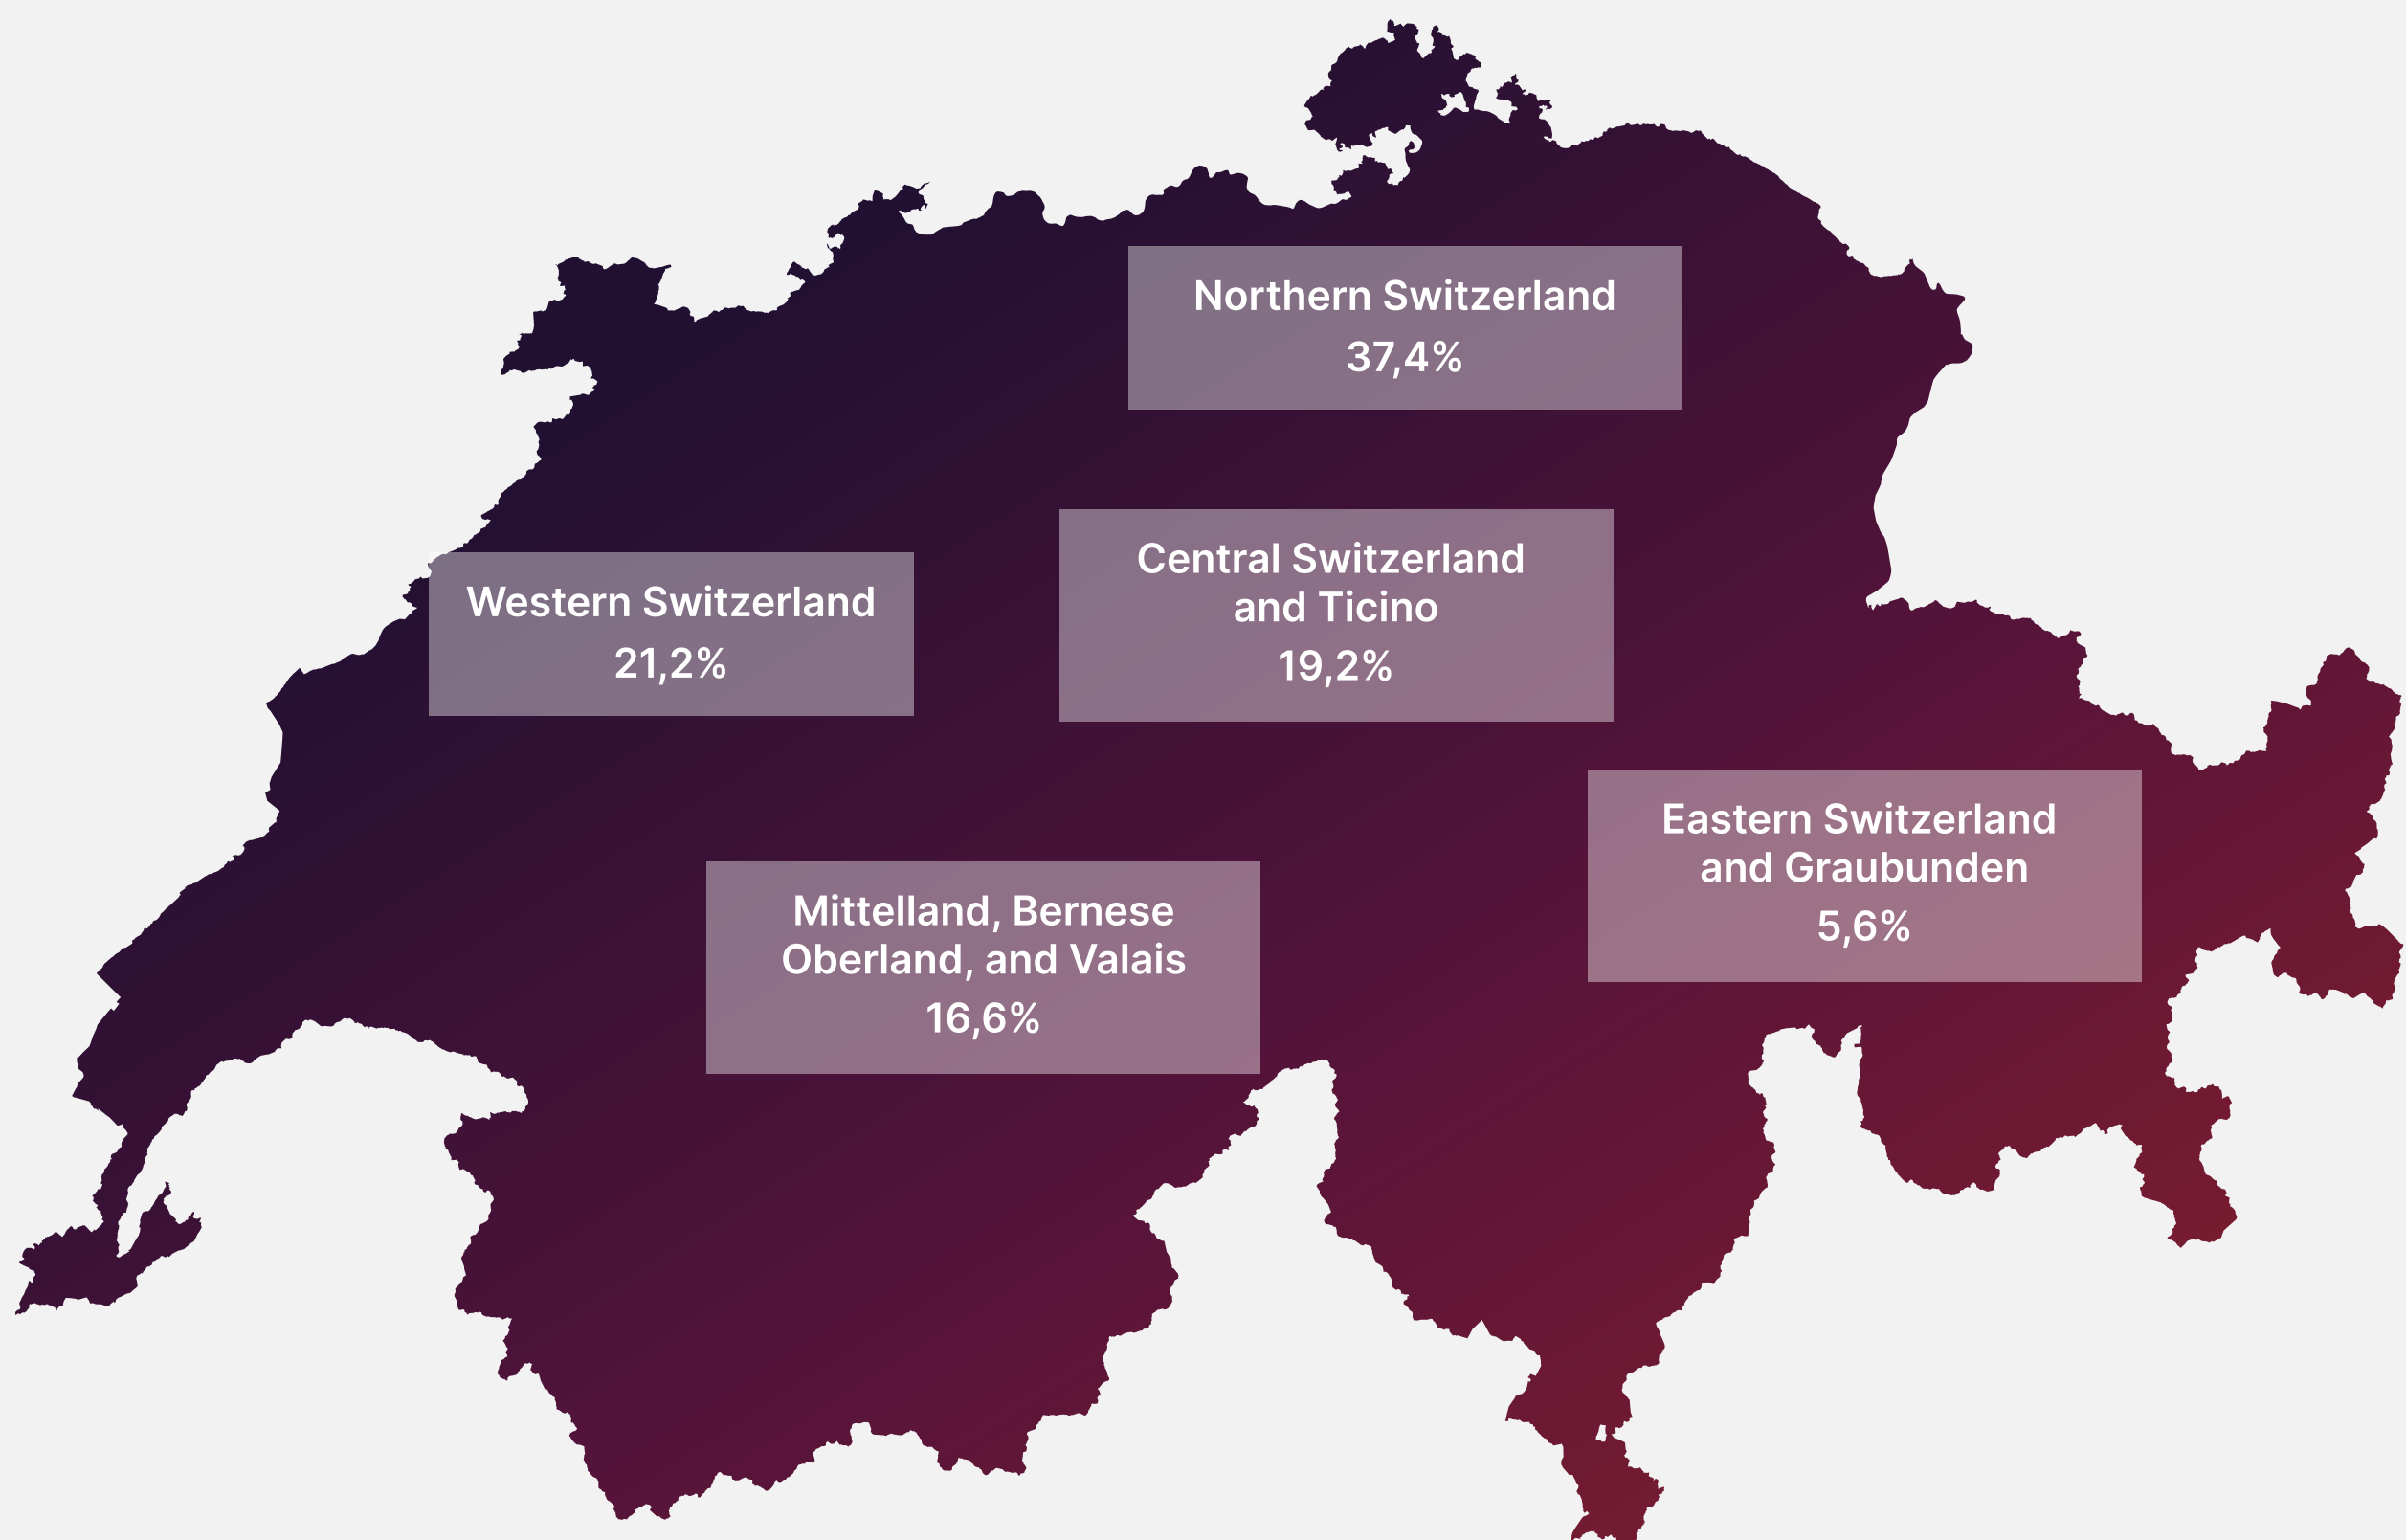 Northern Switzerland
37,4%
Central Switzerland
and Ticino
19,2%
Western Switzerland
21,2%
Eastern Switzerland
and Graubunden
5,6%
Mittelland, Bernese
Oberland, and Valais
16,6%